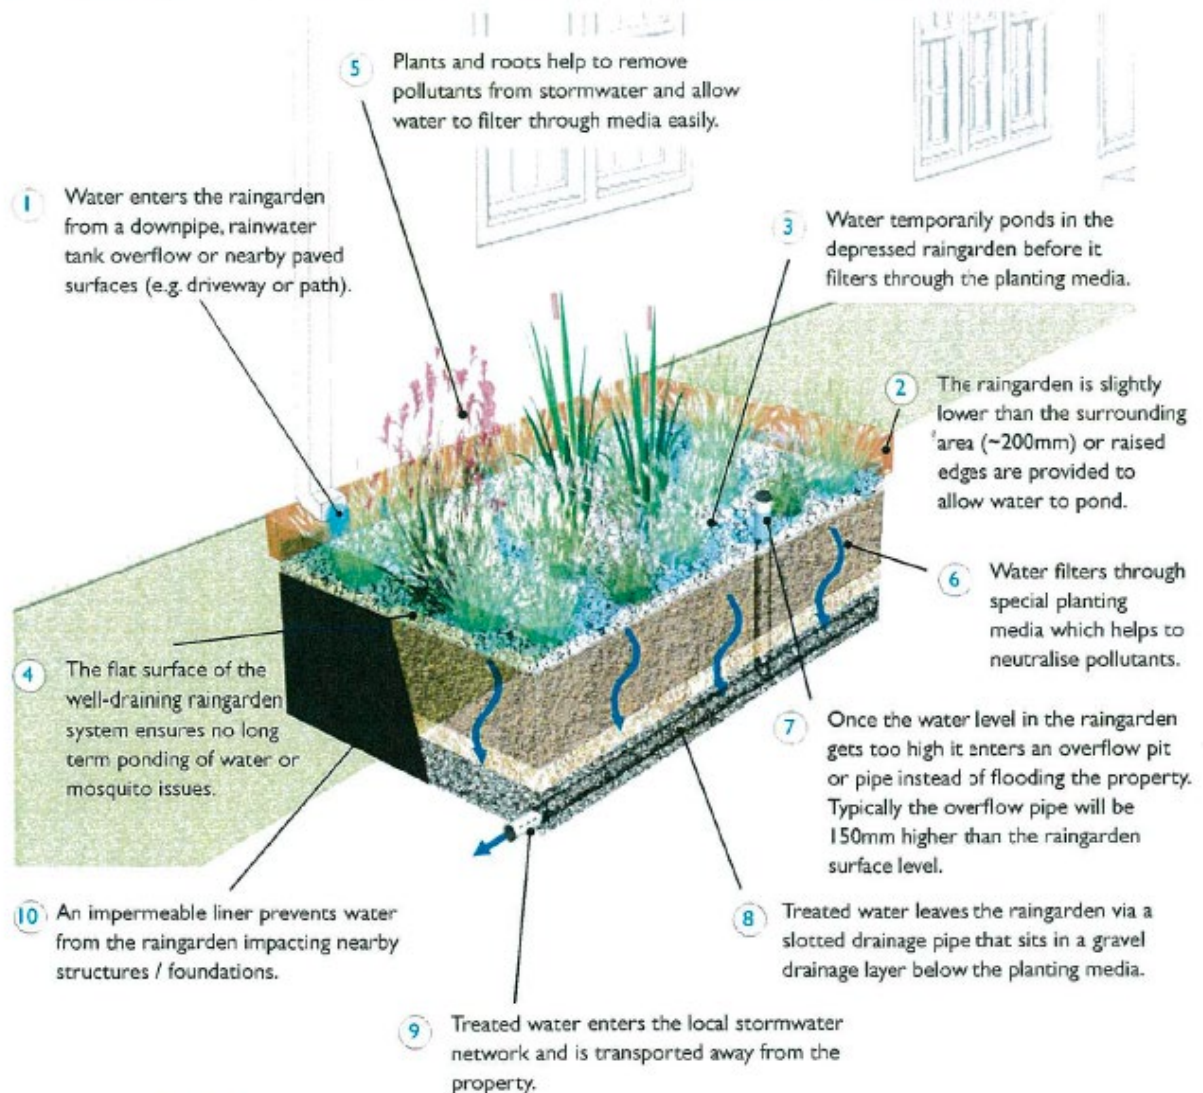 5
Plants and roots help to remove
pollutants from stormwater and allow
water to filter through media easily.
1
Water enters the raingarden
from a downpipe, rainwater
tank overflow or nearby paved
surfaces (e.g. driveway or path).
3
Water temporarily ponds in the
depressed raingarden before it
filters through the planting media.
2
The raingarden is slightly
lower than the surrounding
area (~200mm) or raised
edges are provided to
allow water to pond.
6
Water filters through
special planting
media which helps to
neutralise pollutants.
4
The flat surface of the
well-draining raingarden
system ensures no long
term ponding of water or
mosquito issues.
7
Once the water level in the raingarden
gets too high it enters an overflow pit
or pipe instead of flooding the property.
Typically the overflow pipe will be
150mm higher than the raingarden
surface level.
10
An impermeable liner prevents water
from the raingarden impacting nearby
structures / foundations.
8
Treated water leaves the raingarden via a
slotted drainage pipe that sits in a gravel
drainage layer below the planting media.
9
Treated water enters the local stormwater
network and is transported away from the
property.